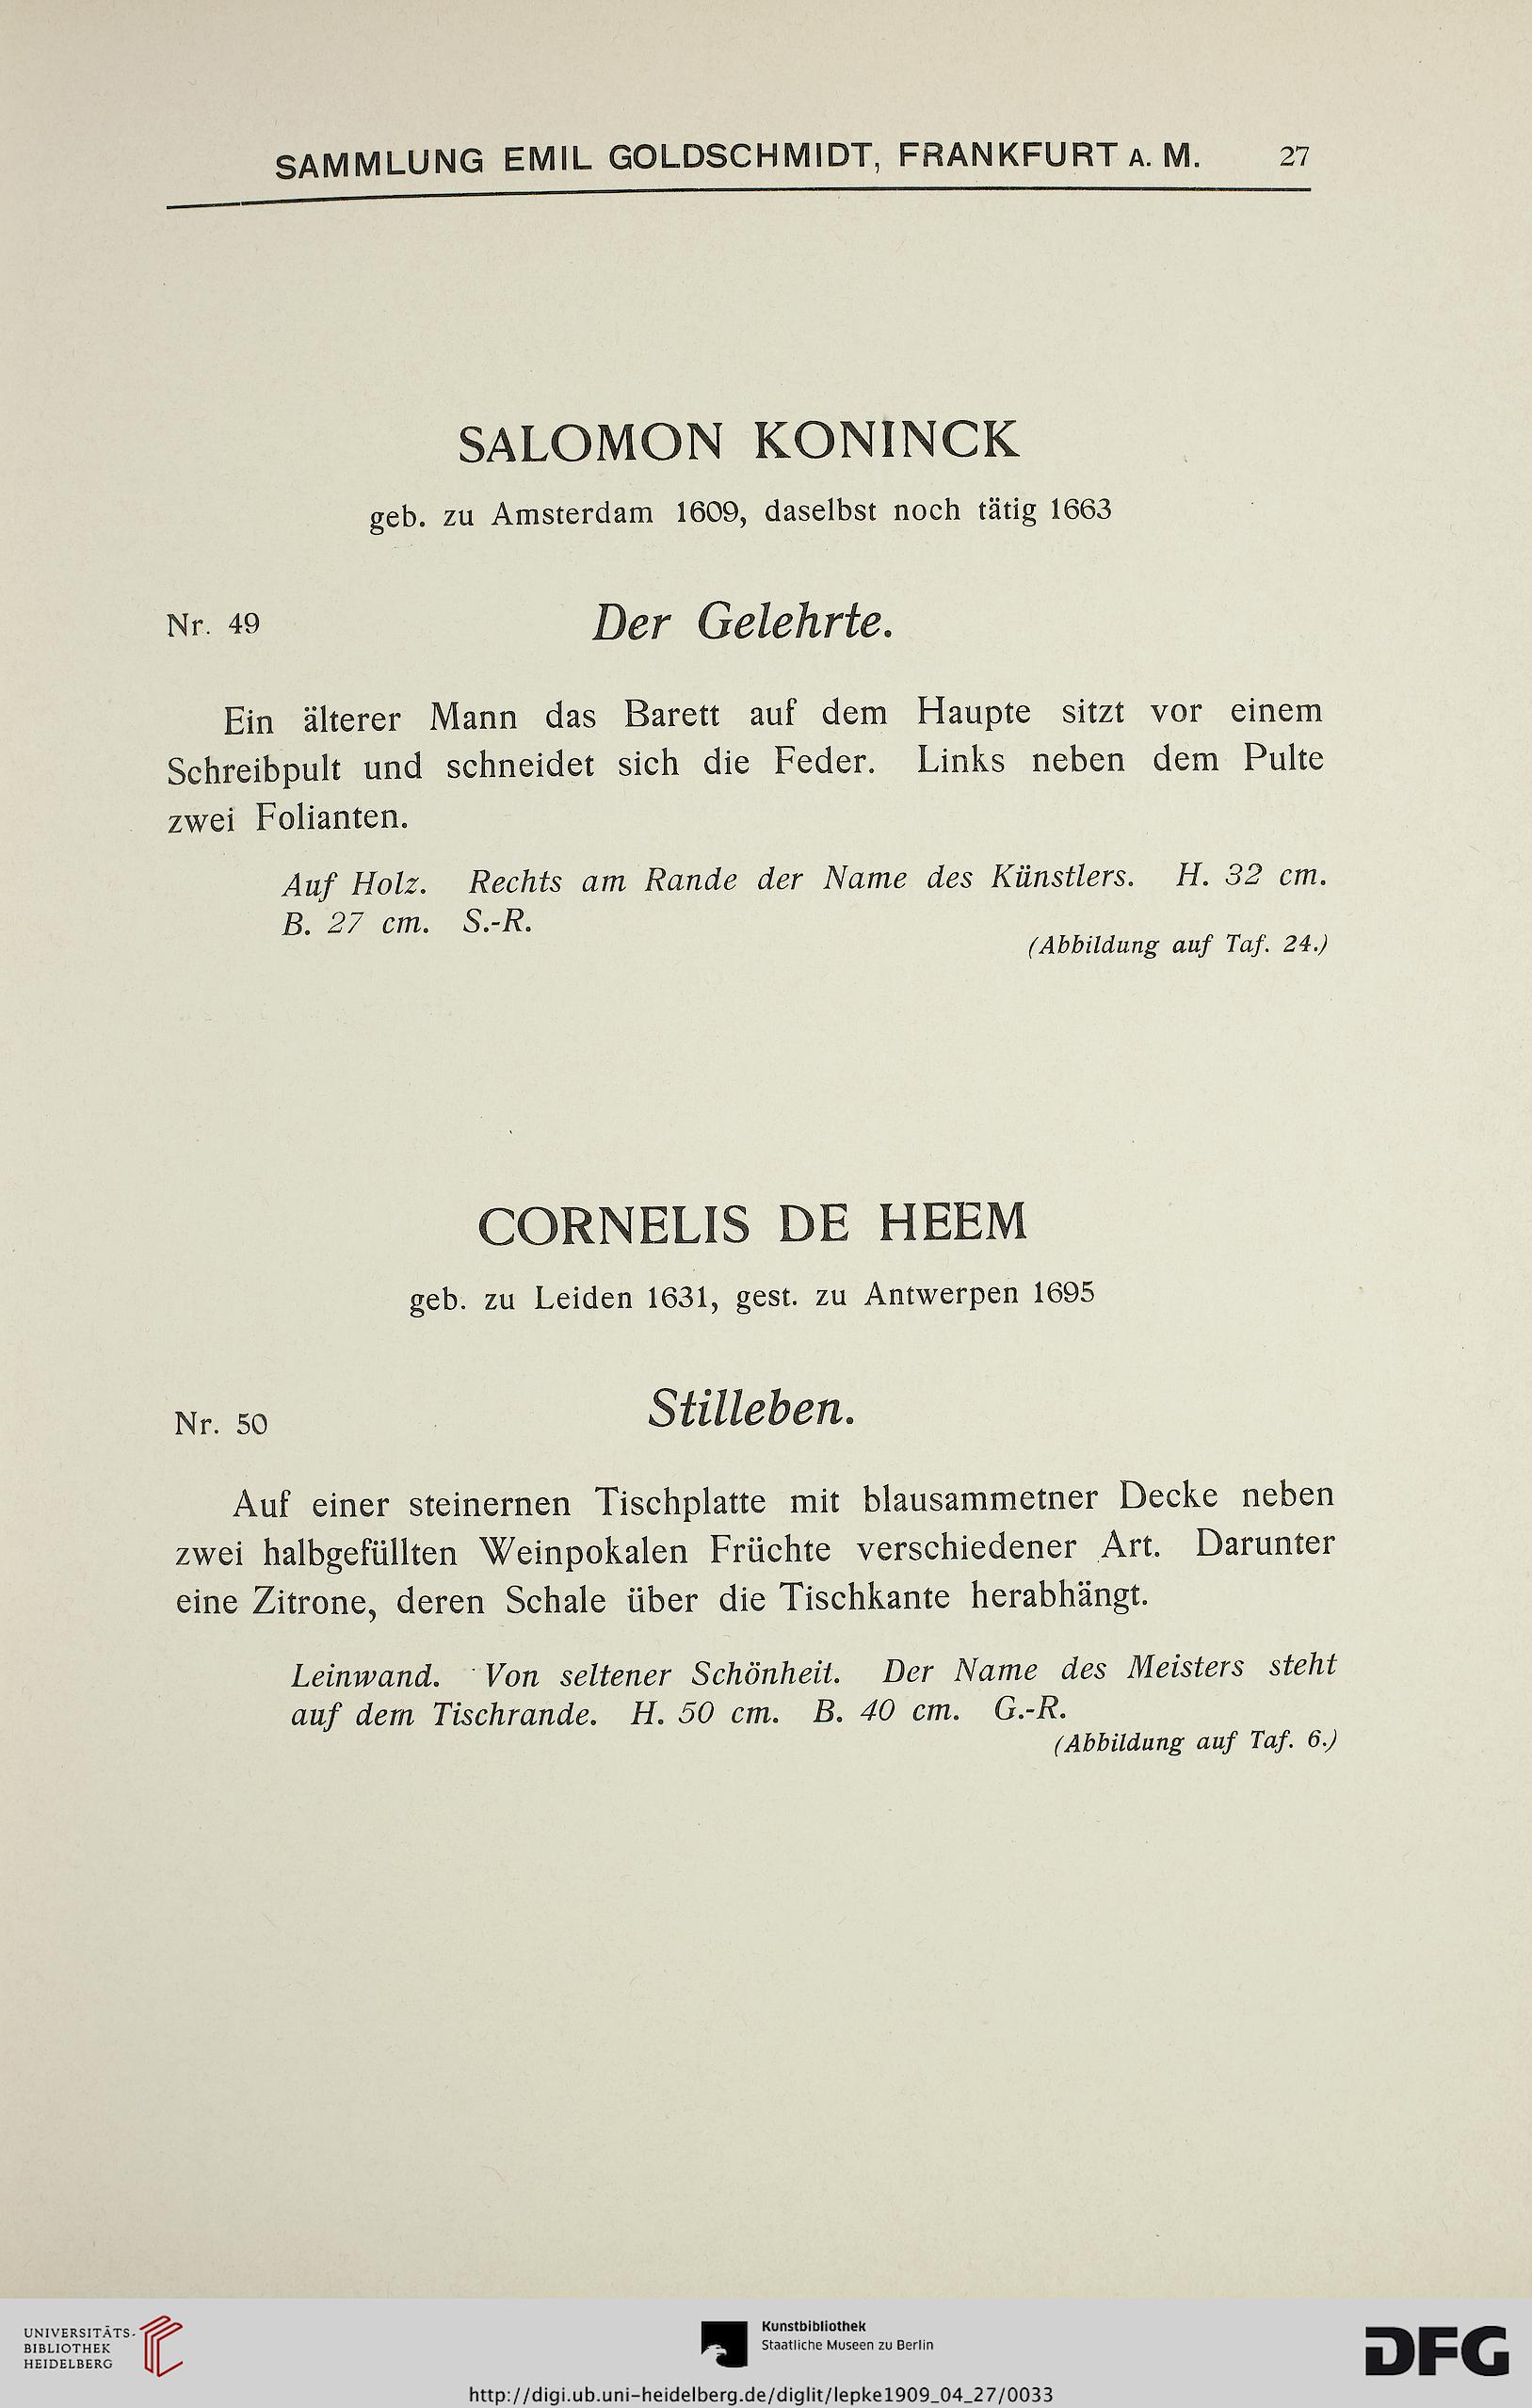 SAMMLUNG EMIL GOLDSCHMIDT, FRANKFURT A. M. 27
SALOMON KONINCK
geb. zu Amsterdam 1609, daselbst noch tätig 1663
Nr. 49 Der Gelehrte.
Ein älterer Mann das Barett auf dem Haupte sitzt vor einem
Schreibpult und schneidet sich die Feder. Links neben dem Pulte
zwei Folianten.
Auf Holz. Rechts am Rande der Name des Künstlers. H. 32 cm.
B. 27 cm. S.-R.
(Abbildung auf Taf. 24.)
CORNELIS DE HEEM
geb. zu Leiden 1631, gest. zu Antwerpen 1695
Nr. 50 Stilleben.
Auf einer steinernen Tischplatte mit blausammetner Decke neben
zwei halbgefüllten Weinpokalen Früchte verschiedener Art. Darunter
eine Zitrone, deren Schale über die Tischkante herabhängt.
Leinwand. Von seltener Schönheit. Der Name des Meisters steht
auf dem Tischrande. H. 50 cm. B. 40 cm. G.-R.
(Abbildung auf Taf. 6.)
UNIVERSITÄTS-
BIBLIOTHEK
HEIDELBERG
Kunstbibliothek
Staatliche Museen zu Berlin
DFG
http://digi.ub.uni-heidelberg.de/diglit/lepke1909_04_27/0033